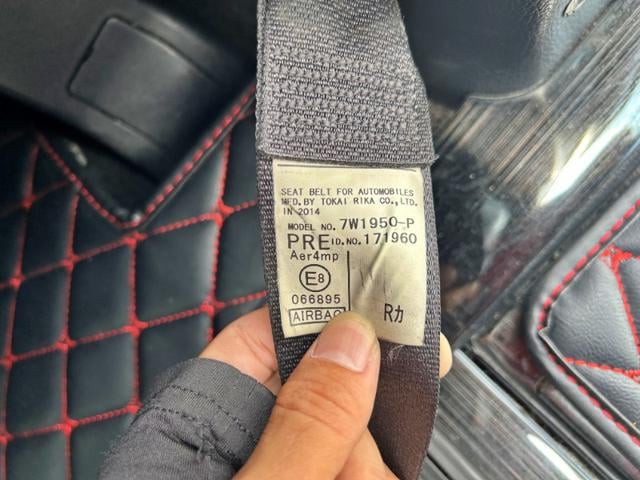 SEAT BELT FOR AUTOMOBILES
MFD.BY TOKAI RIKA CO.,LTD.
IN 2014
MODEL NO. 7W1950-P
PRE ID.NO.171960
Aer4mp
E8
066895
AIRBAG
Rカ